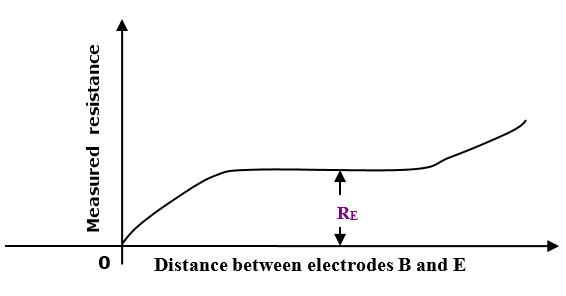 Measured resistance
RE
0
Distance between electrodes B and E